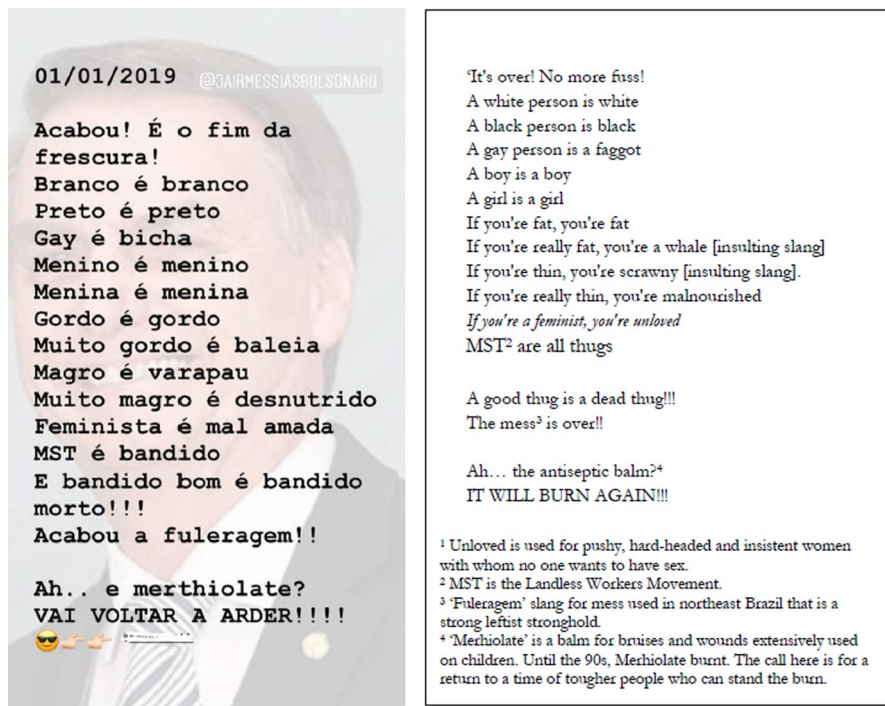 01/01/2019 @JAIRMESSIASBOLSONARO
Acabou! É o fim da
frescura!
Branco é branco
Preto é preto
Gay é bicha
Menino é menino
Menina é menina
Gordo é gordo
Muito gordo é baleia
Magro é varapau
Muito magro é desnutrido
Feminista é mal amada
MST é bandido
E bandido bom é bandido
morto!!!
Acabou a fuleragem!!
Ah.. e merthiolate?
VAI VOLTAR A ARDER!!!!
😎👉🏻👉🏻
‘It's over! No more fuss!
A white person is white
A black person is black
A gay person is a faggot
A boy is a boy
A girl is a girl
If you're fat, you're fat
If you're really fat, you're a whale [insulting slang]
If you're thin, you're scrawny [insulting slang].
If you're really thin, you're malnourished
If you're a feminist, you're unloved
MST² are all thugs
A good thug is a dead thug!!!
The mess³ is over!!
Ah… the antiseptic balm?⁴
IT WILL BURN AGAIN!!!
¹ Unloved is used for pushy, hard-headed and insistent women
with whom no one wants to have sex.
² MST is the Landless Workers Movement.
³ ‘Fuleragem’ slang for mess used in northeast Brazil that is a
strong leftist stronghold.
⁴ ‘Merhiolate’ is a balm for bruises and wounds extensively used
on children. Until the 90s, Merhiolate burnt. The call here is for a
return to a time of tougher people who can stand the burn.